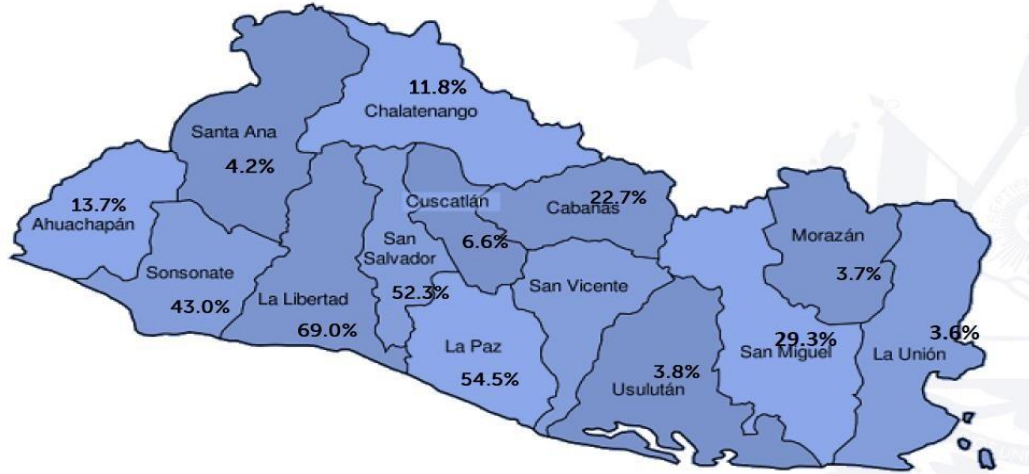 11.8%
Chalatenango
Santa Ana
4.2%
13.7%
Ahuachapán
Cuscatlán
22.7%
Cabañas
6.6%
San
Salvador
52.3%
Morazán
3.7%
Sonsonate
43.0%
La Libertad
69.0%
San Vicente
La Paz
54.5%
3.8%
Usulután
29.3%
San Miguel
3.6%
La Unión